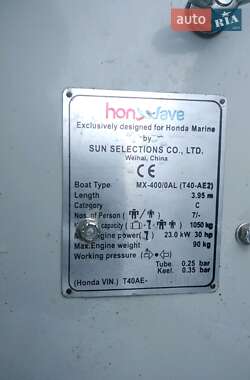 AUTO.RIA.com
honwave
Exclusively designed for Honda Marine
by
SUN SELECTIONS CO., LTD.
Weihai, China
CE
Boat Type MX-400/0AL (T40-AE2)
Length 3.95 m
Category C
Nos. of Person ( / ) 7/-
capacity ( + ) 1050 kg
engine power( ) 23.0 kW 30 hp
Max.Engine weight 90 kg
Working pressure
Tube. 0.25 bar
Keel. 0.35 bar
(Honda VIN.) T40AE-